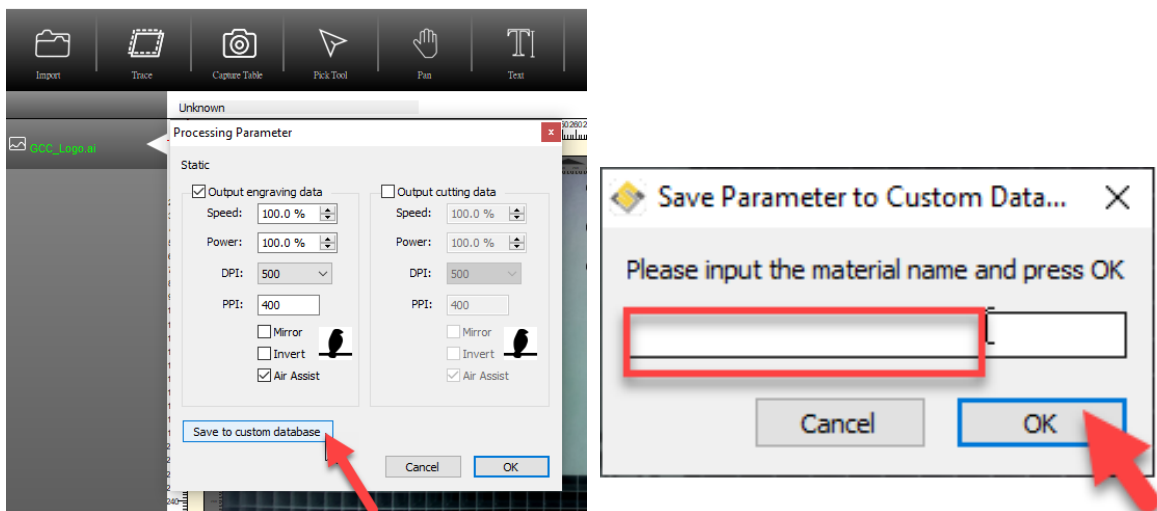 Import Trace Capture Table Pick Tool Pan Text
Unknown
GCC_Logo.ai
Processing Parameter x
Static
Output engraving data Output cutting data
Speed: 100.0 % Speed: 100.0 %
Power: 100.0 % Power: 100.0 %
DPI: 500 DPI: 500
PPI: 400 PPI: 400
Mirror Mirror
Invert Invert
Air Assist Air Assist
Save to custom database
Cancel OK
240
Save Parameter to Custom Data...
Please input the material name and press OK
Cancel OK